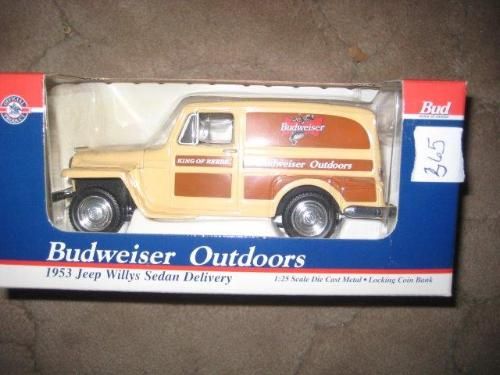 Bud
365
Budweiser
KING OF BEERS
Budweiser Outdoors
Budweiser Outdoors
1953 Jeep Willys Sedan Delivery
1:25 Scale Die Cast Metal • Locking Coin Bank